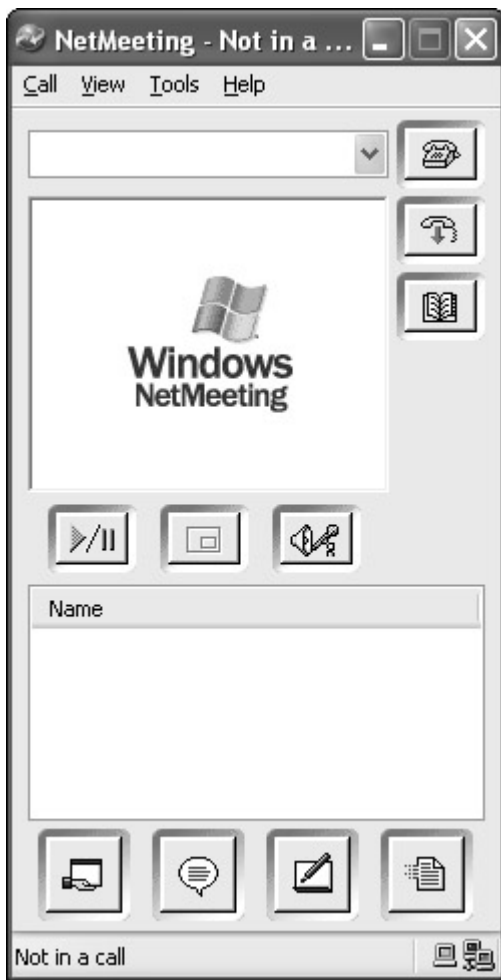 NetMeeting - Not in a ...
Call View Tools Help
Windows
NetMeeting
Name
Not in a call